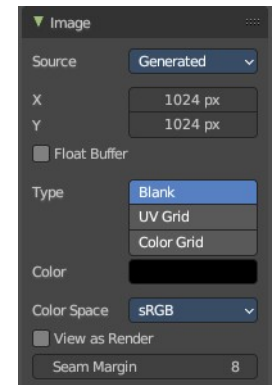 Image
Source Generated
X 1024 px
Y 1024 px
Float Buffer
Type Blank
UV Grid
Color Grid
Color
Color Space sRGB
View as Render
Seam Margin 8